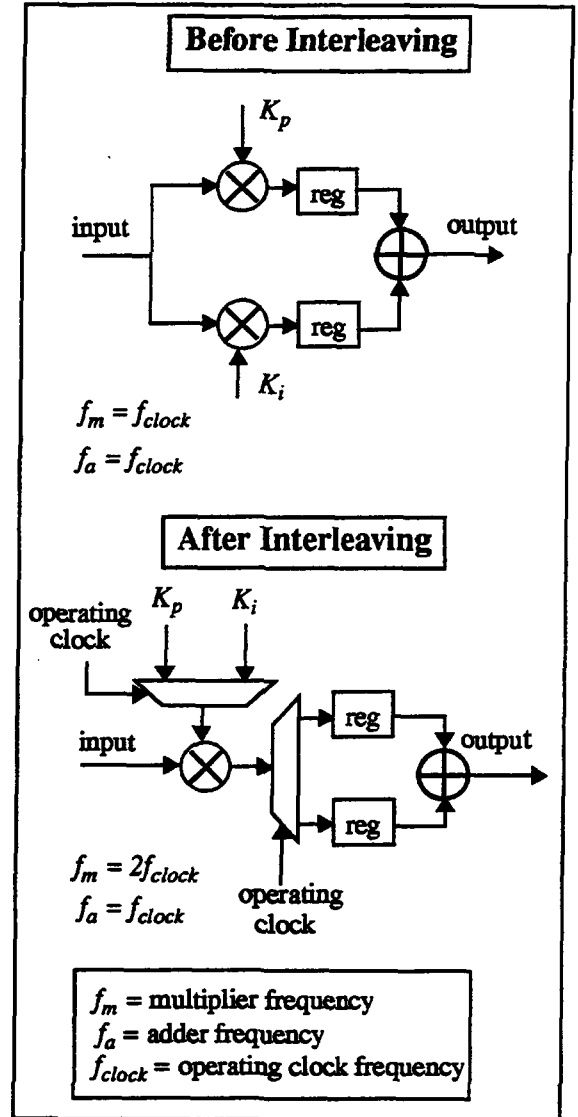 Before Interleaving
K_p
reg
input
output
reg
K_i
f_m = f_clock
f_a = f_clock
After Interleaving
operating
clock
K_p
K_i
reg
input
output
reg
f_m = 2f_clock
f_a = f_clock
operating
clock
f_m = multiplier frequency
f_a = adder frequency
f_clock = operating clock frequency